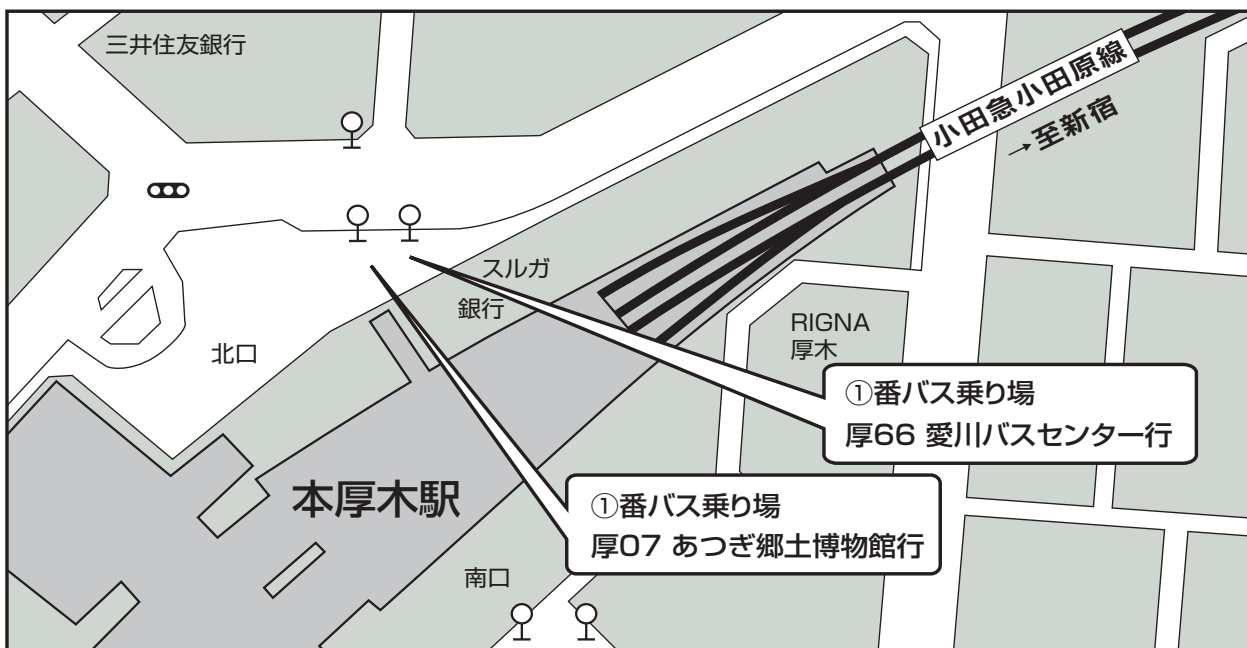 三井住友銀行
小田急小田原線
→至新宿
スルガ
銀行
北口
RIGNA
厚木
①番バス乗り場
厚66 愛川バスセンター行
本厚木駅
①番バス乗り場
厚07 あつぎ郷土博物館行
南口